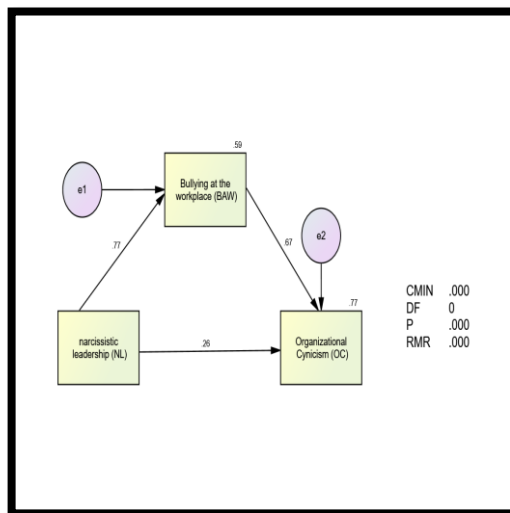 .59
Bullying at the
workplace (BAW)
e1
e2
.77
.67
.77
narcissistic
leadership (NL)
.26
Organizational
Cynicism (OC)
CMIN .000
DF 0
P .000
RMR .000